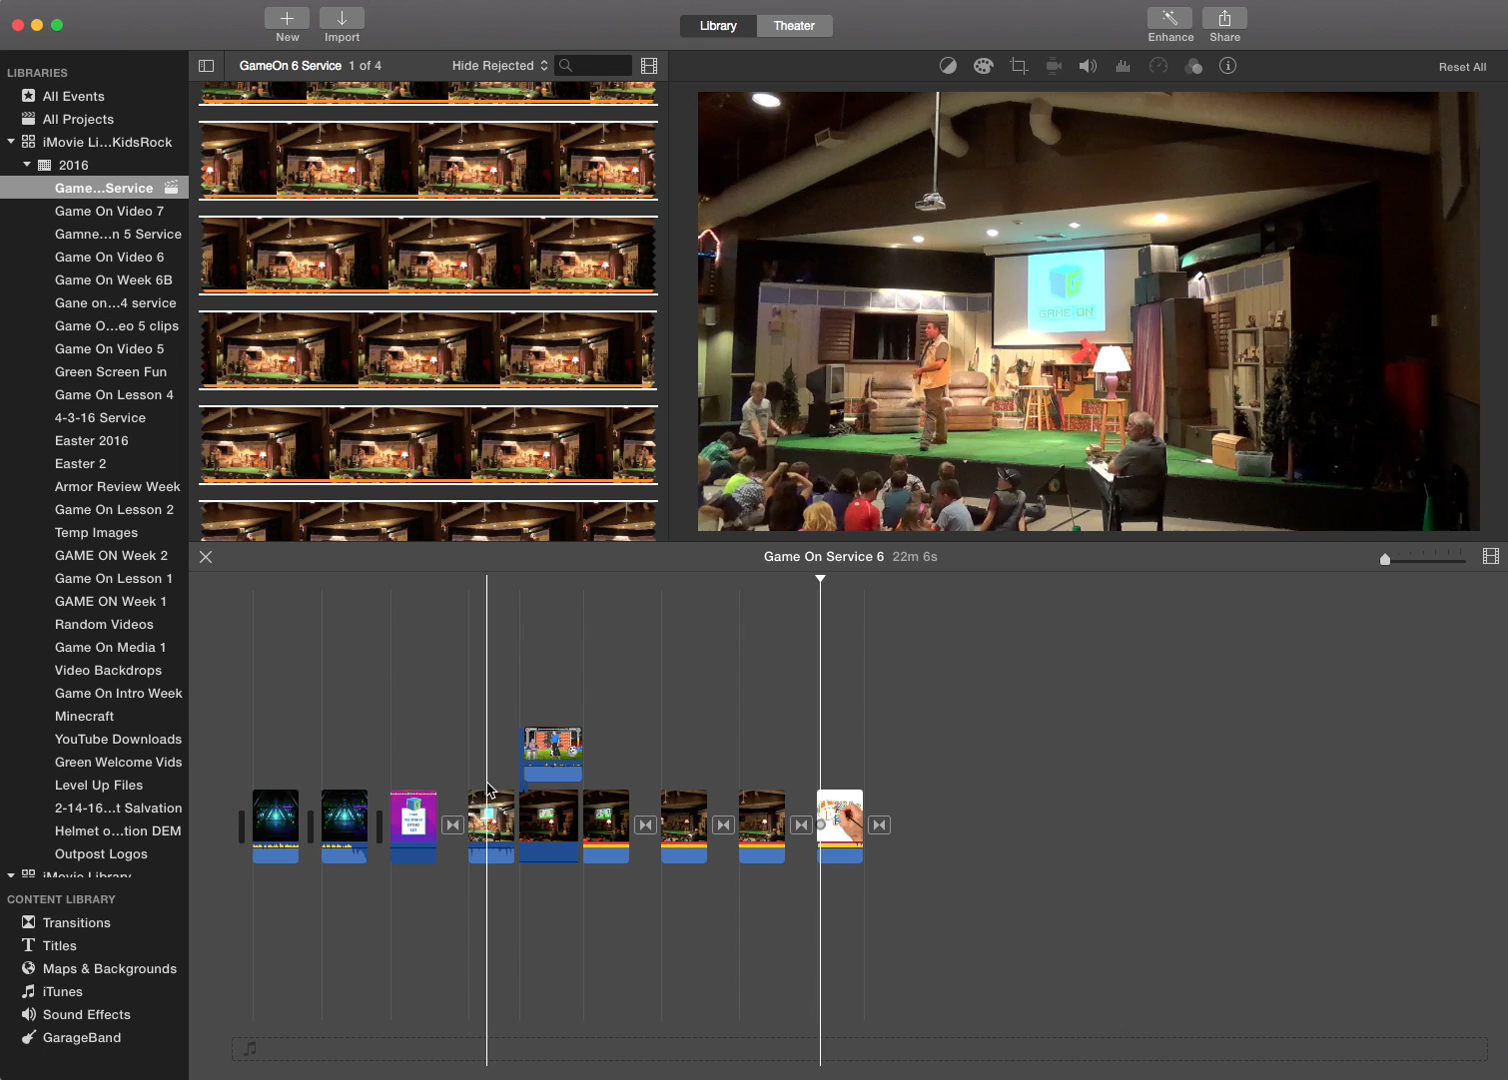 Library
Theater
New
Import
Enhance
Share
LIBRARIES
All Events
All Projects
iMovie Li...KidsRock
2016
Game...Service
Game On Video 7
Gamne...n 5 Service
Game On Video 6
Game On Week 6B
Gane on...4 service
Game O...eo 5 clips
Game On Video 5
Green Screen Fun
Game On Lesson 4
4-3-16 Service
Easter 2016
Easter 2
Armor Review Week
Game On Lesson 2
Temp Images
GAME ON Week 2
Game On Lesson 1
GAME ON Week 1
Random Videos
Game On Media 1
Video Backdrops
Game On Intro Week
Minecraft
YouTube Downloads
Green Welcome Vids
Level Up Files
2-14-16...t Salvation
Helmet o...tion DEM
Outpost Logos
iMovie Library
CONTENT LIBRARY
Transitions
Titles
Maps & Backgrounds
iTunes
Sound Effects
GarageBand
GameOn 6 Service 1 of 4
Hide Rejected
Reset All
GAME ON
Game On Service 6 22m 6s